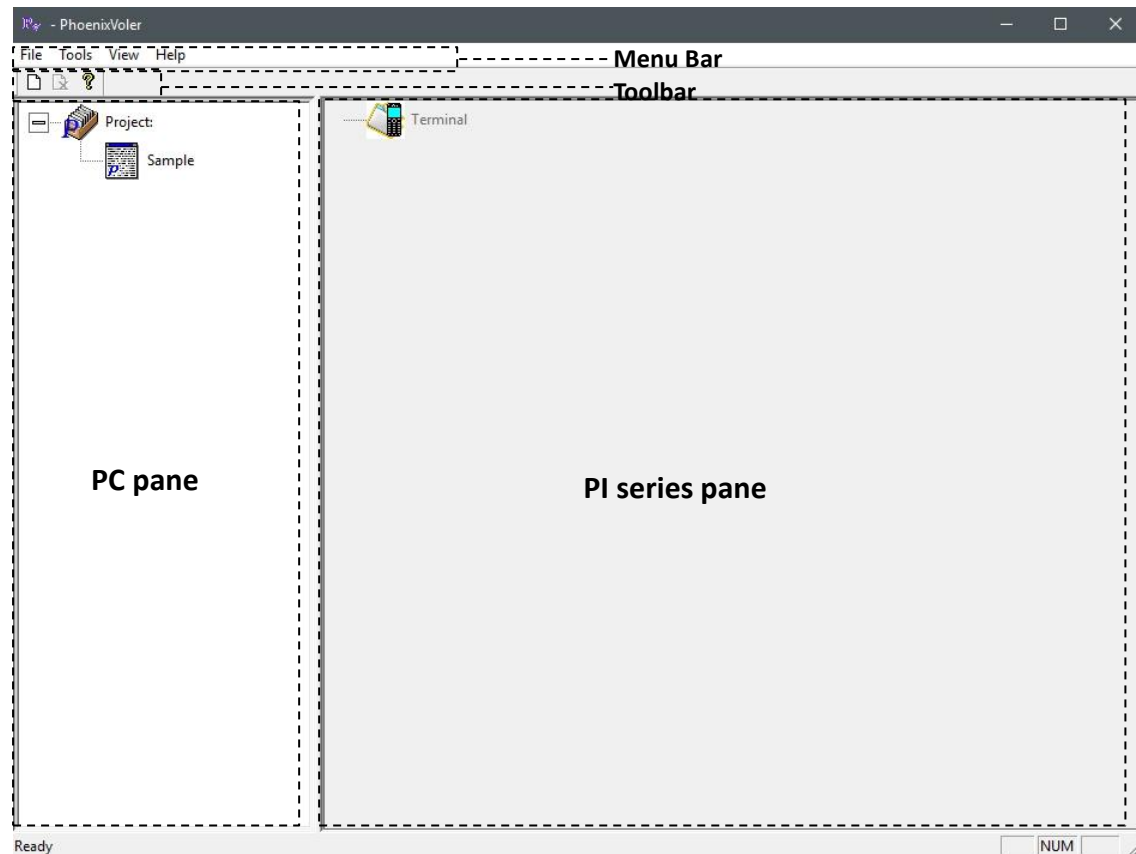 - PhoenixVoler
File Tools View Help
Menu Bar
Toolbar
Project:
Sample
Terminal
PC pane
PI series pane
Ready
NUM